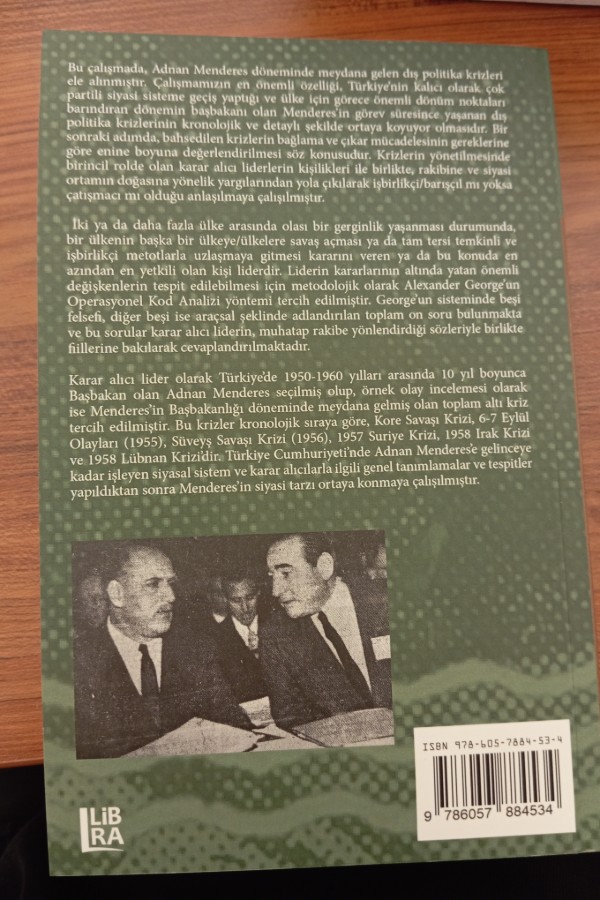 Bu çalışmada, Adnan Menderes döneminde meydana gelen dış politika krizleri
ele alınmıştır. Çalışmamızın en önemli özelliği, Türkiye'nin kalıcı olarak çok
partili siyasi sisteme geçiş yaptığı ve ülke için görece önemli dönüm noktaları
barındıran dönemin başbakanı olan Menderes'in görev süresince yaşanan dış
politika krizlerinin kronolojik ve detaylı şekilde ortaya koyuyor olmasıdır. Bir
sonraki adımda, bahsedilen krizlerin bağlama ve çıkar mücadelesinin gereklerine
göre enine boyuna değerlendirilmesi söz konusudur. Krizlerin yönetilmesinde
birincil rolde olan karar alıcı liderlerin kişilikleri ile birlikte, rakibine ve siyasi
ortamın doğasına yönelik yargılarından yola çıkılarak işbirlikçi/barışçıl mı yoksa
çatışmacı mı olduğu anlaşılmaya çalışılmıştır.
İki ya da daha fazla ülke arasında olası bir gerginlik yaşanması durumunda,
bir ülkenin başka bir ülkeye/ülkelere savaş açması ya da tam tersi temkinli ve
işbirlikçi metotlarla uzlaşmaya gitmesi kararını veren ya da bu konuda en
azından en yetkili olan kişi liderdir. Liderin kararlarının altında yatan önemli
değişkenlerin tespit edilebilmesi için metodolojik olarak Alexander George'un
Operasyonel Kod Analizi yöntemi tercih edilmiştir. George'un sisteminde beşi
felsefi, diğer beşi ise araçsal şeklinde adlandırılan toplam on soru bulunmakta
ve bu sorular karar alıcı liderin, muhatap rakibe yönlendirdiği sözleriyle birlikte
fiillerine bakılarak cevaplandırılmaktadır.
Karar alıcı lider olarak Türkiye'de 1950-1960 yılları arasında 10 yıl boyunca
Başbakan olan Adnan Menderes seçilmiş olup, örnek olay incelemesi olarak
ise Menderes'in Başbakanlığı döneminde meydana gelmiş olan toplam altı kriz
tercih edilmiştir. Bu krizler kronolojik sıraya göre, Kore Savaşı Krizi, 6-7 Eylül
Olayları (1955), Süveyş Savaşı Krizi (1956), 1957 Suriye Krizi, 1958 Irak Krizi
ve 1958 Lübnan Krizi'dir. Türkiye Cumhuriyeti'nde Adnan Menderes'e gelinceye
kadar işleyen siyasal sistem ve karar alıcılarla ilgili genel tanımlamalar ve tespitler
yapıldıktan sonra Menderes'in siyasi tarzı ortaya konmaya çalışılmıştır.
ISBN 978-605-7884-53-4
9 786057 884534
LiB
RA